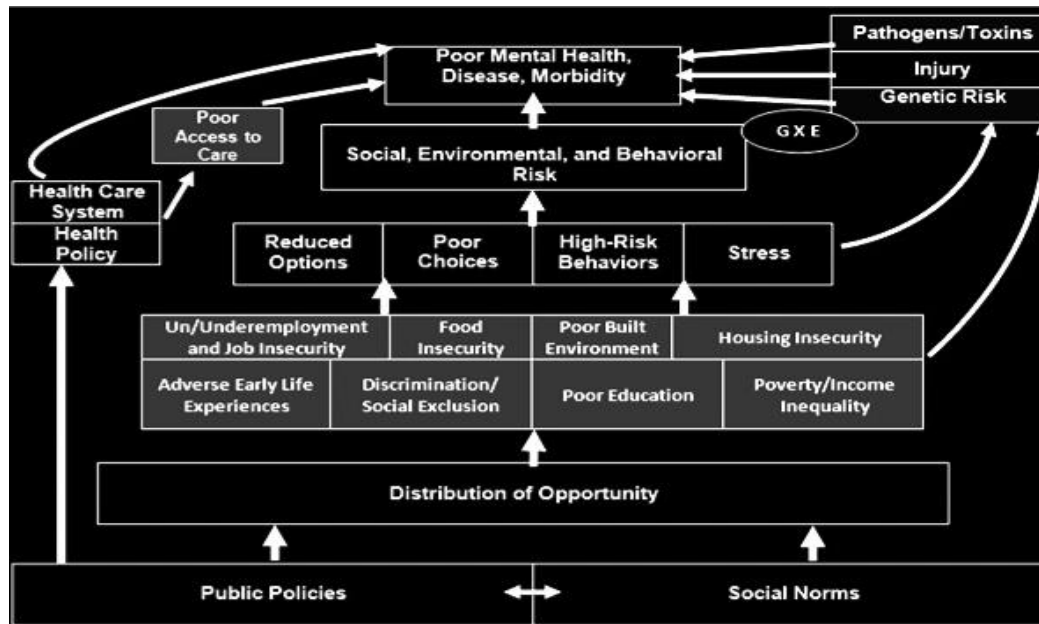 Pathogens/Toxins
Injury
Genetic Risk
Poor Mental Health,
Disease, Morbidity
G X E
Poor
Access to
Care
Social, Environmental, and Behavioral
Risk
Health Care
System
Health
Policy
Reduced
Options
Poor
Choices
High-Risk
Behaviors
Stress
Un/Underemployment
and Job Insecurity
Food
Insecurity
Poor Built
Environment
Housing Insecurity
Adverse Early Life
Experiences
Discrimination/
Social Exclusion
Poor Education
Poverty/Income
Inequality
Distribution of Opportunity
Public Policies
Social Norms